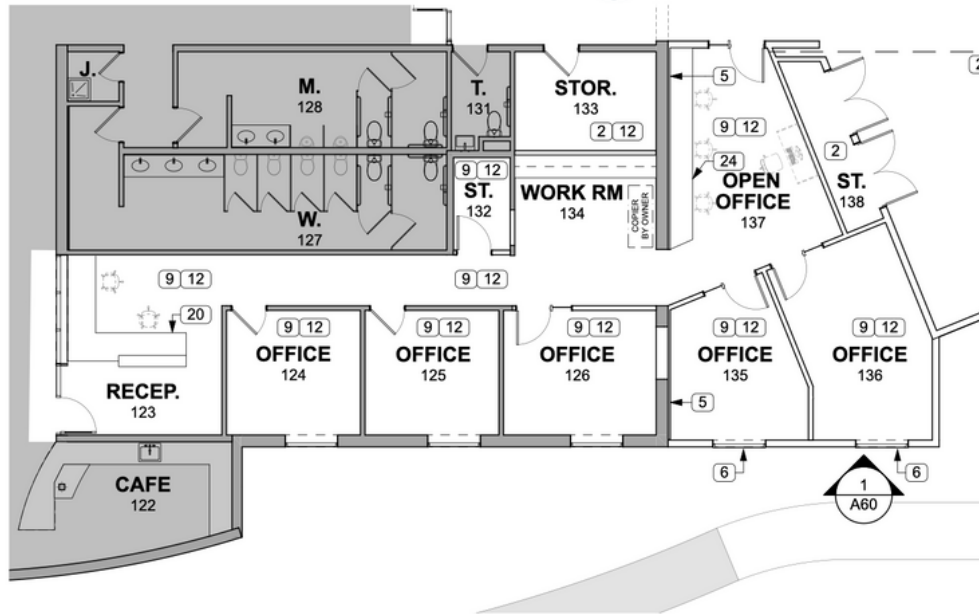 J.
M.
128
T.
131
STOR.
133
2 12
5
9 12
24
OPEN
OFFICE
137
2
ST.
138
9 12
ST.
132
WORK RM
134
COPIER
BY OWNER
W.
127
9 12
9 12
20
RECEP.
123
9 12
OFFICE
124
9 12
OFFICE
125
9 12
OFFICE
126
9 12
OFFICE
135
9 12
OFFICE
136
5
6
6
1
A60
CAFE
122